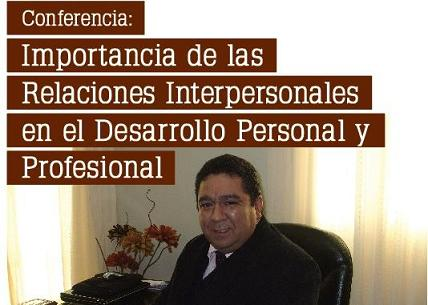 Conferencia:
Importancia de las
Relaciones Interpersonales
en el Desarrollo Personal y
Profesional